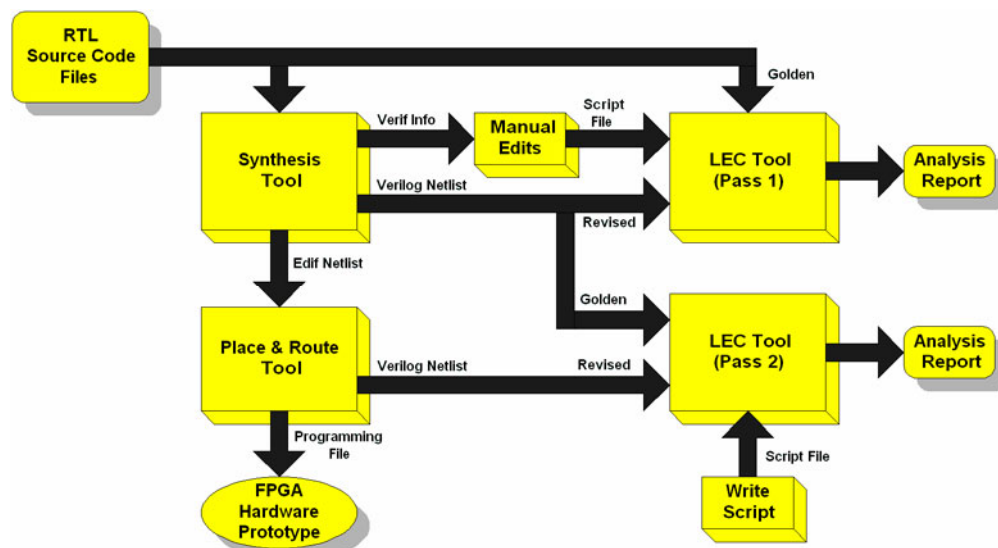 RTL
Source Code
Files
Golden
Verif Info
Script
File
Manual
Edits
Synthesis
Tool
LEC Tool
(Pass 1)
Analysis
Report
Verilog Netlist
Revised
Edif Netlist
Golden
Place & Route
Tool
LEC Tool
(Pass 2)
Analysis
Report
Verilog Netlist
Revised
Programming
File
Script File
FPGA
Hardware
Prototype
Write
Script